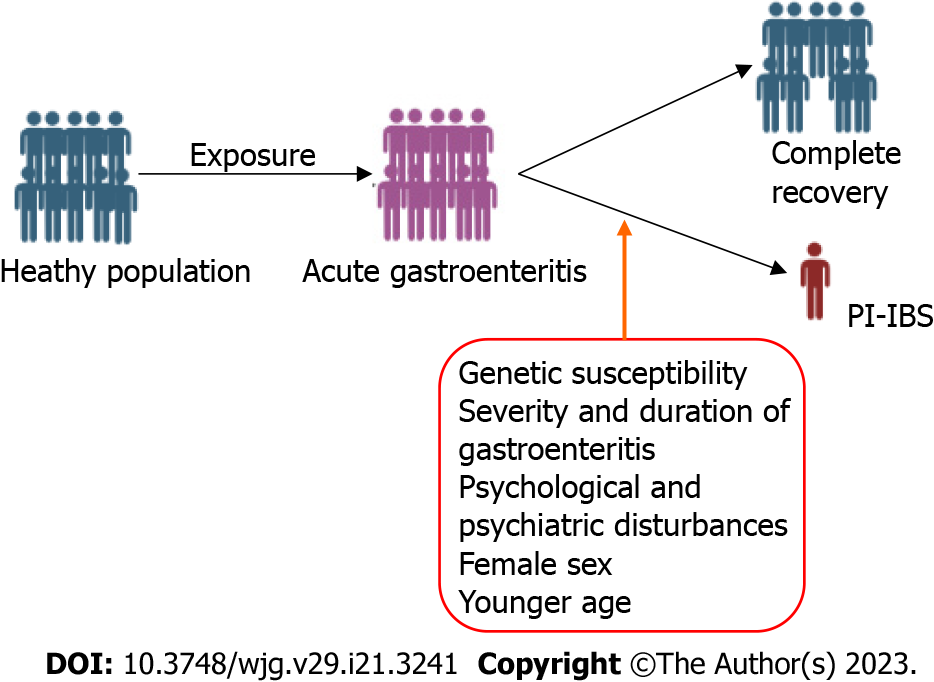 Exposure
Complete
recovery
Heathy population
Acute gastroenteritis
PI-IBS
Genetic susceptibility
Severity and duration of
gastroenteritis
Psychological and
psychiatric disturbances
Female sex
Younger age
DOI: 10.3748/wjg.v29.i21.3241 Copyright ©The Author(s) 2023.